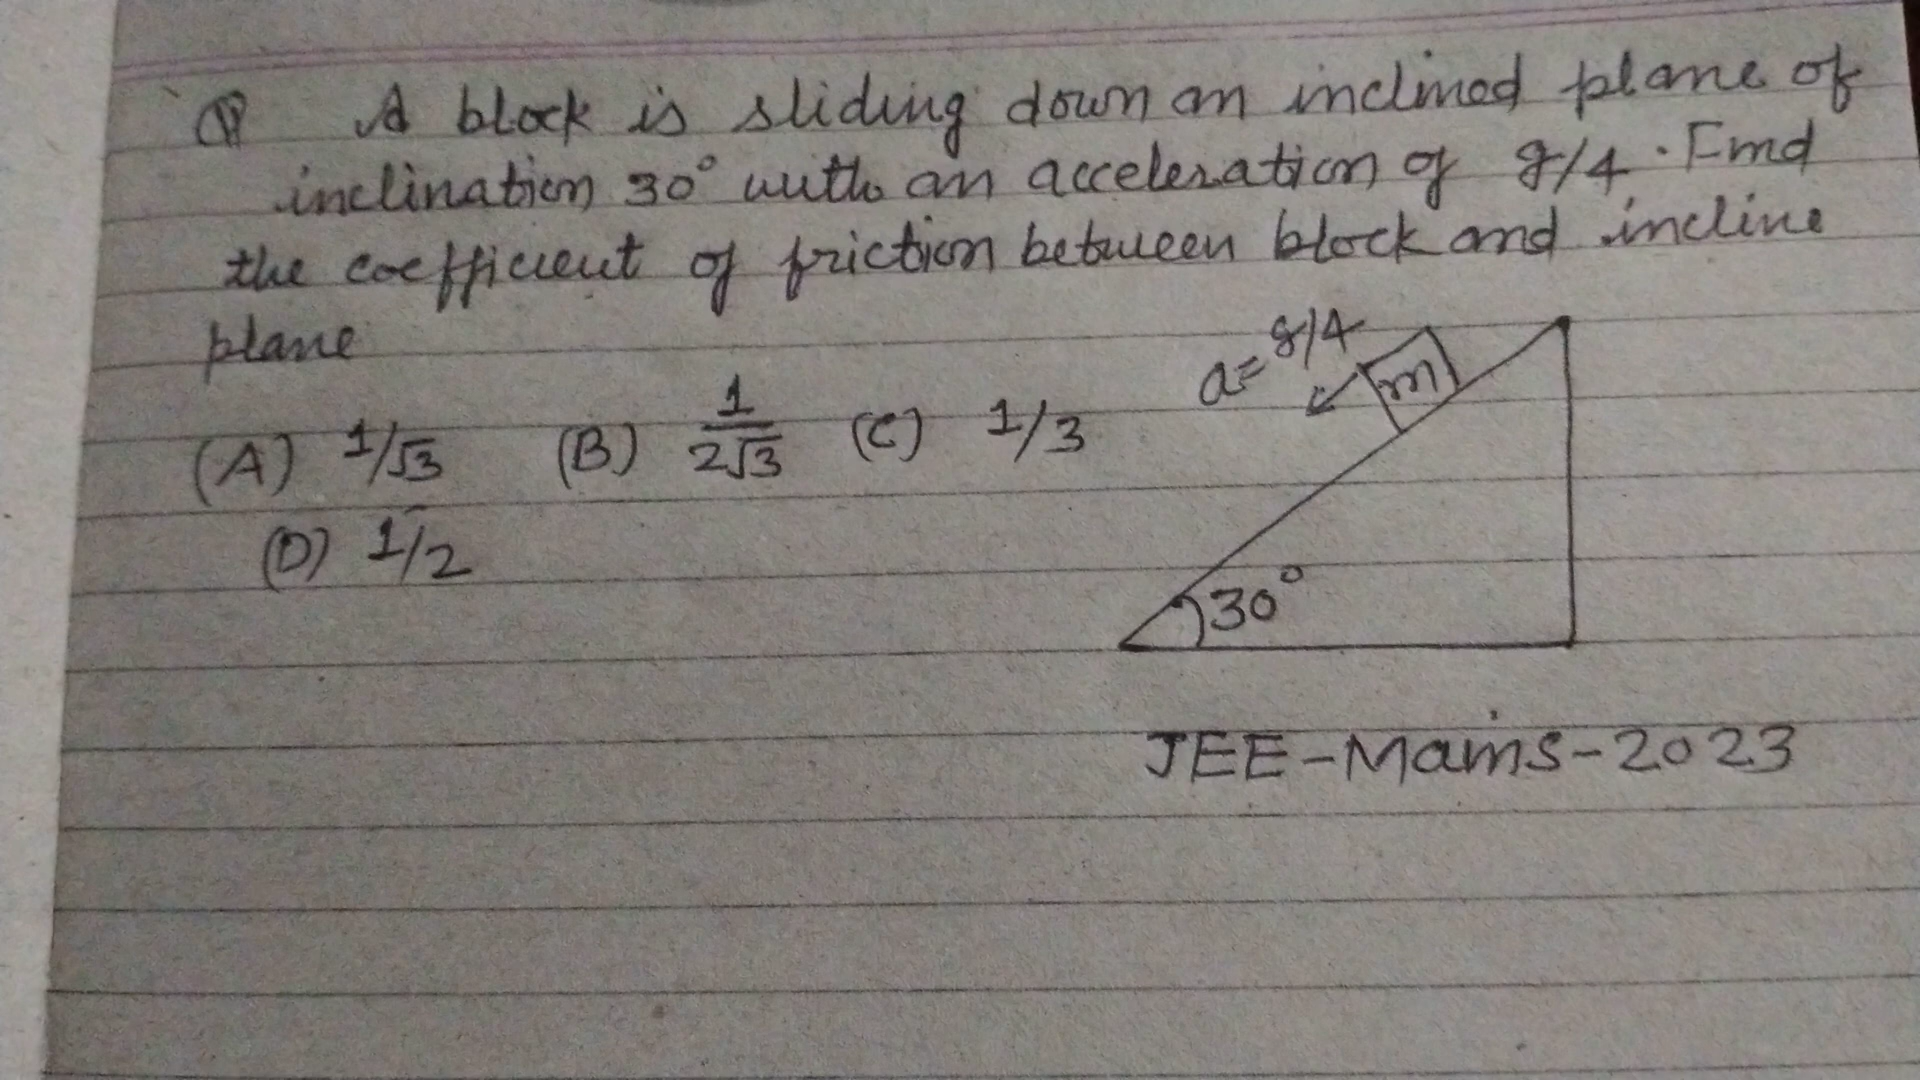 Q A block is sliding down an inclined plane of
inclination 30° with an acceleration of g/4. Find
the coefficient of friction between block and incline
plane
a = g/4
m
(A) 1/√3 (B) 1/2√3 (C) 1/3
(D) 1/2
30°
JEE-Mains-2023